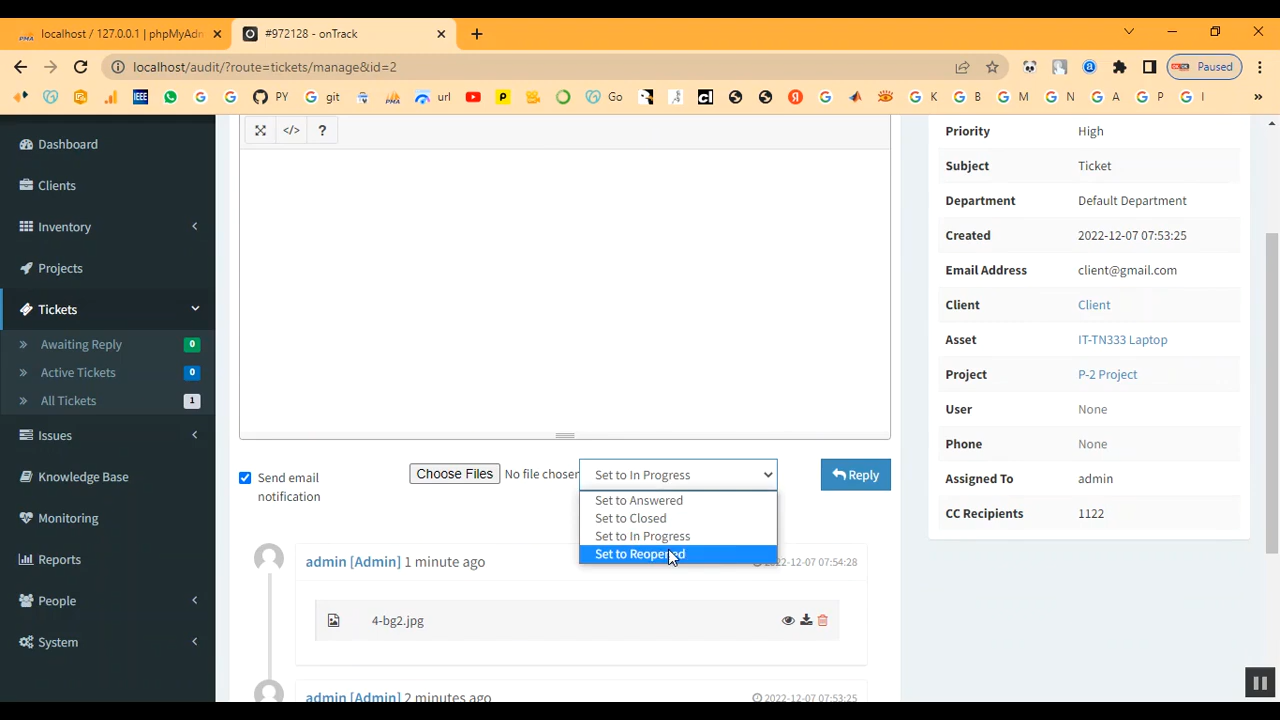 localhost / 127.0.0.1 | phpMyAdn
#972128 - onTrack
localhost/audit/?route=tickets/manage&id=2
Paused
IEEE
PY
git
url
Go
K
B
M
N
A
P
I
»
Dashboard
Clients
Inventory
Projects
Tickets
» Awaiting Reply 0
» Active Tickets 0
» All Tickets 1
Issues
Knowledge Base
Monitoring
Reports
People
System
</> ?
Send email
notification
Choose Files No file chosen
Set to In Progress
Reply
Set to Answered
Set to Closed
Set to In Progress
Set to Reopened
admin [Admin] 1 minute ago
2022-12-07 07:54:28
4-bg2.jpg
admin [Admin] 2 minutes ago
2022-12-07 07:53:25
Priority High
Subject Ticket
Department Default Department
Created 2022-12-07 07:53:25
Email Address client@gmail.com
Client Client
Asset IT-TN333 Laptop
Project P-2 Project
User None
Phone None
Assigned To admin
CC Recipients 1122